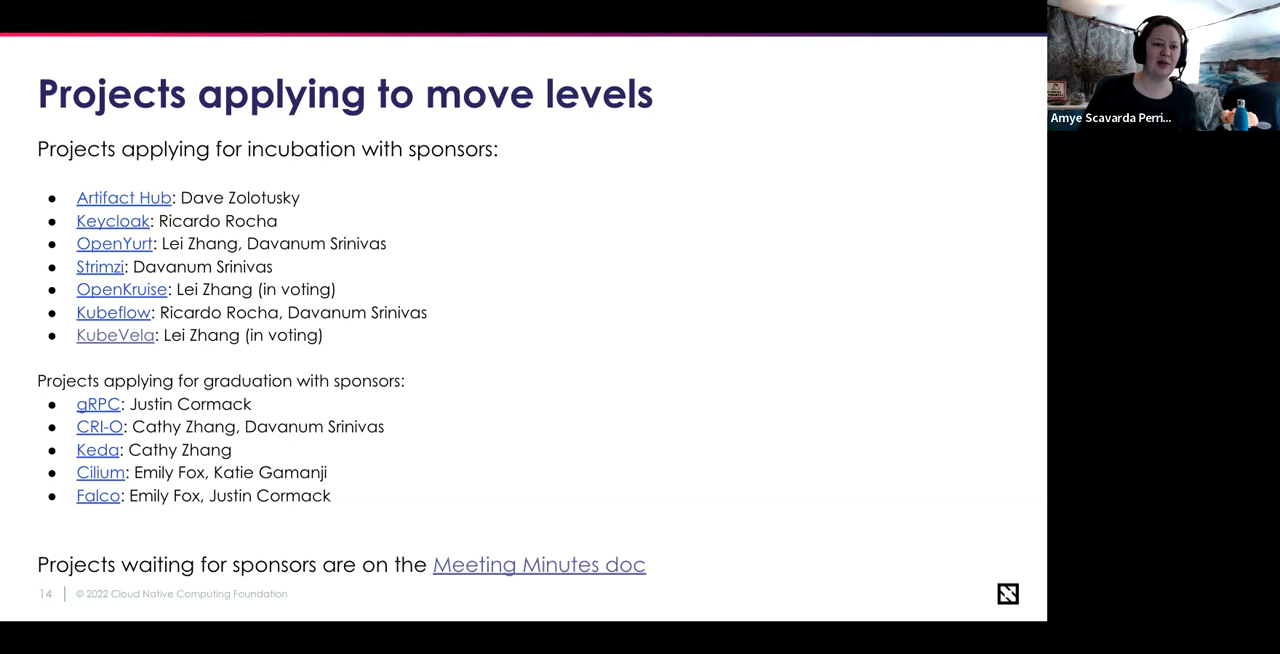 Projects applying to move levels
Amye Scavarda Perri...
Projects applying for incubation with sponsors:
● Artifact Hub: Dave Zolotusky
● Keycloak: Ricardo Rocha
● OpenYurt: Lei Zhang, Davanum Srinivas
● Strimzi: Davanum Srinivas
● OpenKruise: Lei Zhang (in voting)
● Kubeflow: Ricardo Rocha, Davanum Srinivas
● KubeVela: Lei Zhang (in voting)
Projects applying for graduation with sponsors:
● gRPC: Justin Cormack
● CRI-O: Cathy Zhang, Davanum Srinivas
● Keda: Cathy Zhang
● Cilium: Emily Fox, Katie Gamanji
● Falco: Emily Fox, Justin Cormack
Projects waiting for sponsors are on the Meeting Minutes doc
14 | © 2022 Cloud Native Computing Foundation